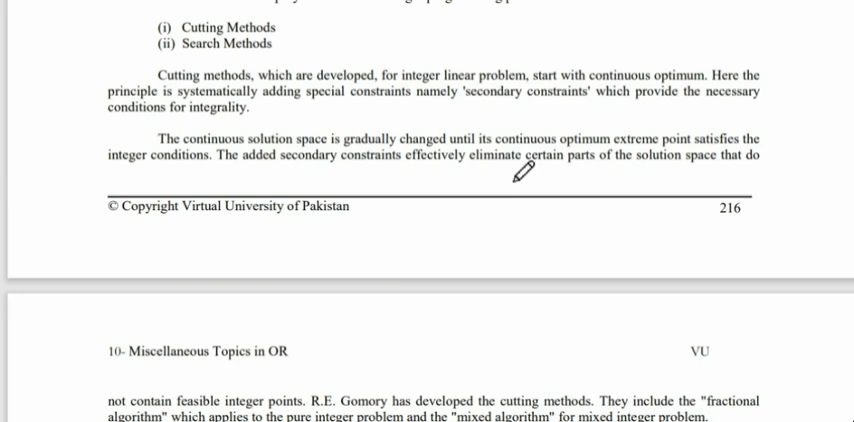 (i) Cutting Methods
(ii) Search Methods
Cutting methods, which are developed, for integer linear problem, start with continuous optimum. Here the
principle is systematically adding special constraints namely 'secondary constraints' which provide the necessary
conditions for integrality.
The continuous solution space is gradually changed until its continuous optimum extreme point satisfies the
integer conditions. The added secondary constraints effectively eliminate certain parts of the solution space that do
© Copyright Virtual University of Pakistan 216
10- Miscellaneous Topics in OR VU
not contain feasible integer points. R.E. Gomory has developed the cutting methods. They include the "fractional
algorithm" which applies to the pure integer problem and the "mixed algorithm" for mixed integer problem.